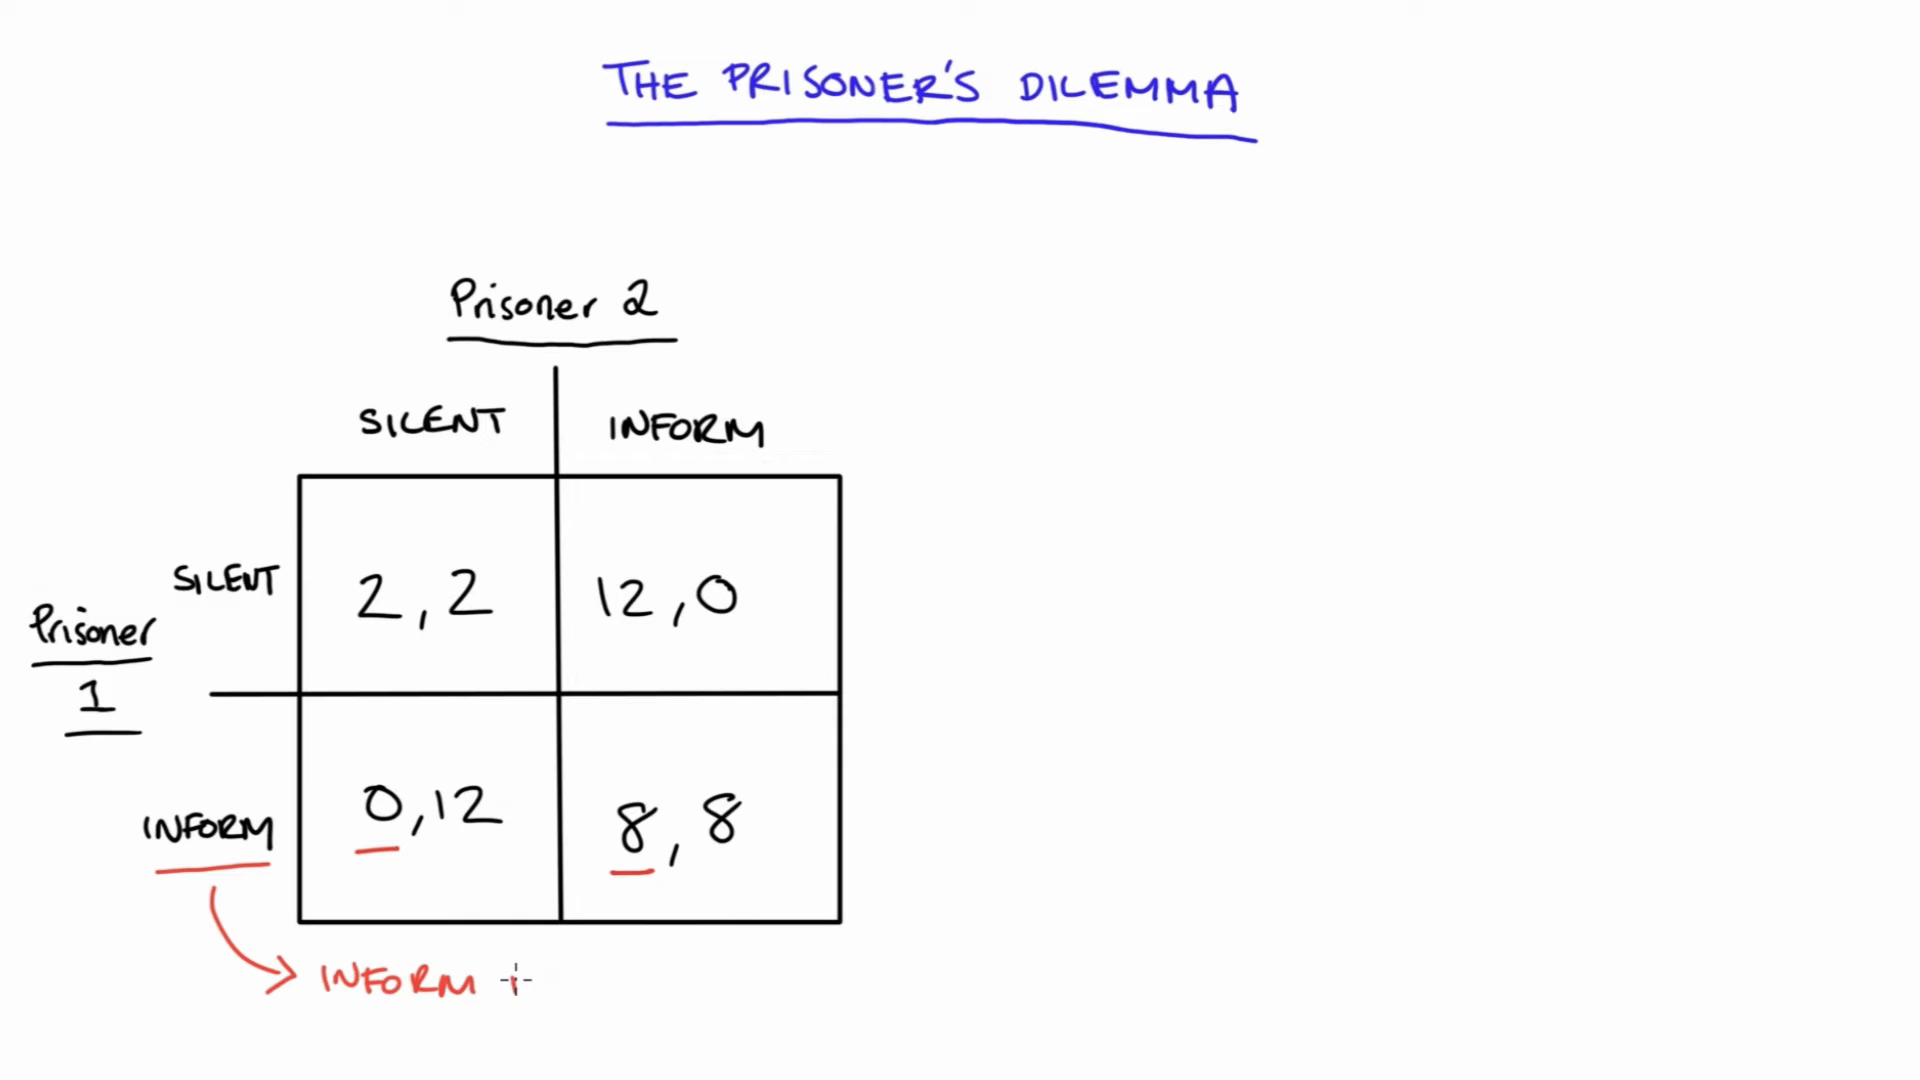 THE PRISONER'S DILEMMA
Prisoner 2
SILENT INFORM
SILENT 2,2 12,0
Prisoner
1
INFORM 0,12 8,8
INFORM